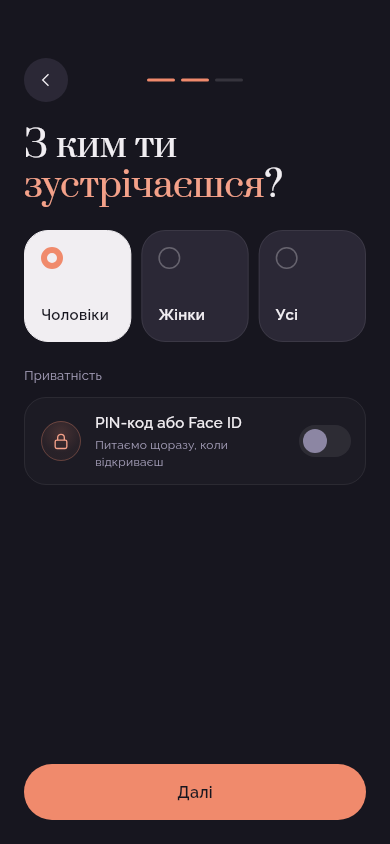 З ким ти
зустрічаєшся?
Чоловіки
Жінки
Усі
Приватність
PIN-код або Face ID
Питаємо щоразу, коли
відкриваєш
Далі